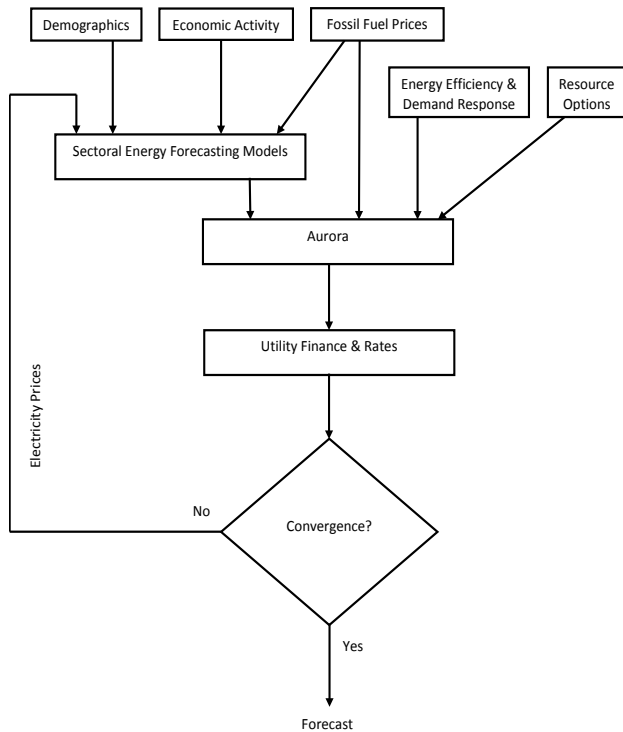 Demographics
Economic Activity
Fossil Fuel Prices
Energy Efficiency &
Demand Response
Resource
Options
Sectoral Energy Forecasting Models
Aurora
Utility Finance & Rates
Electricity Prices
No
Convergence?
Yes
Forecast